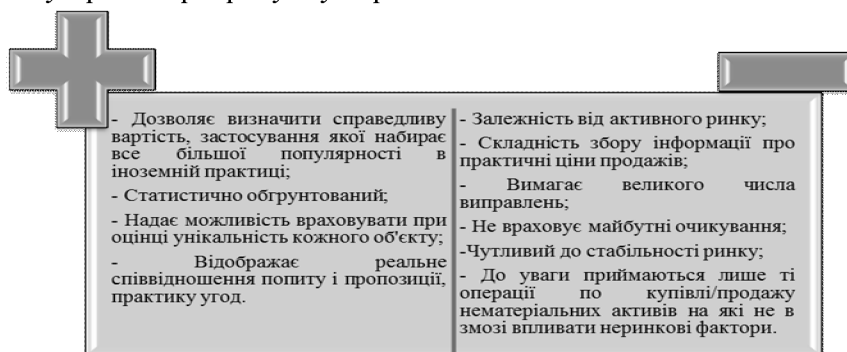 - Дозволяє визначити справедливу
вартість, застосування якої набирає
все більшої популярності в
іноземній практиці;
- Статистично обгрунтований;
- Надає можливість враховувати при
оцінці унікальність кожного об'єкту;
- Відображає реальне
співвідношення попиту і пропозиції,
практику угод.
- Залежність від активного ринку;
- Складність збору інформації про
практичні ціни продажів;
- Вимагає великого числа
виправлень;
- Не враховує майбутні очикування;
-Чутливий до стабільності ринку;
- До уваги приймаються лише ті
операції по купівлі/продажу
нематеріальних активів на які не в
змозі впливати неринкові фактори.